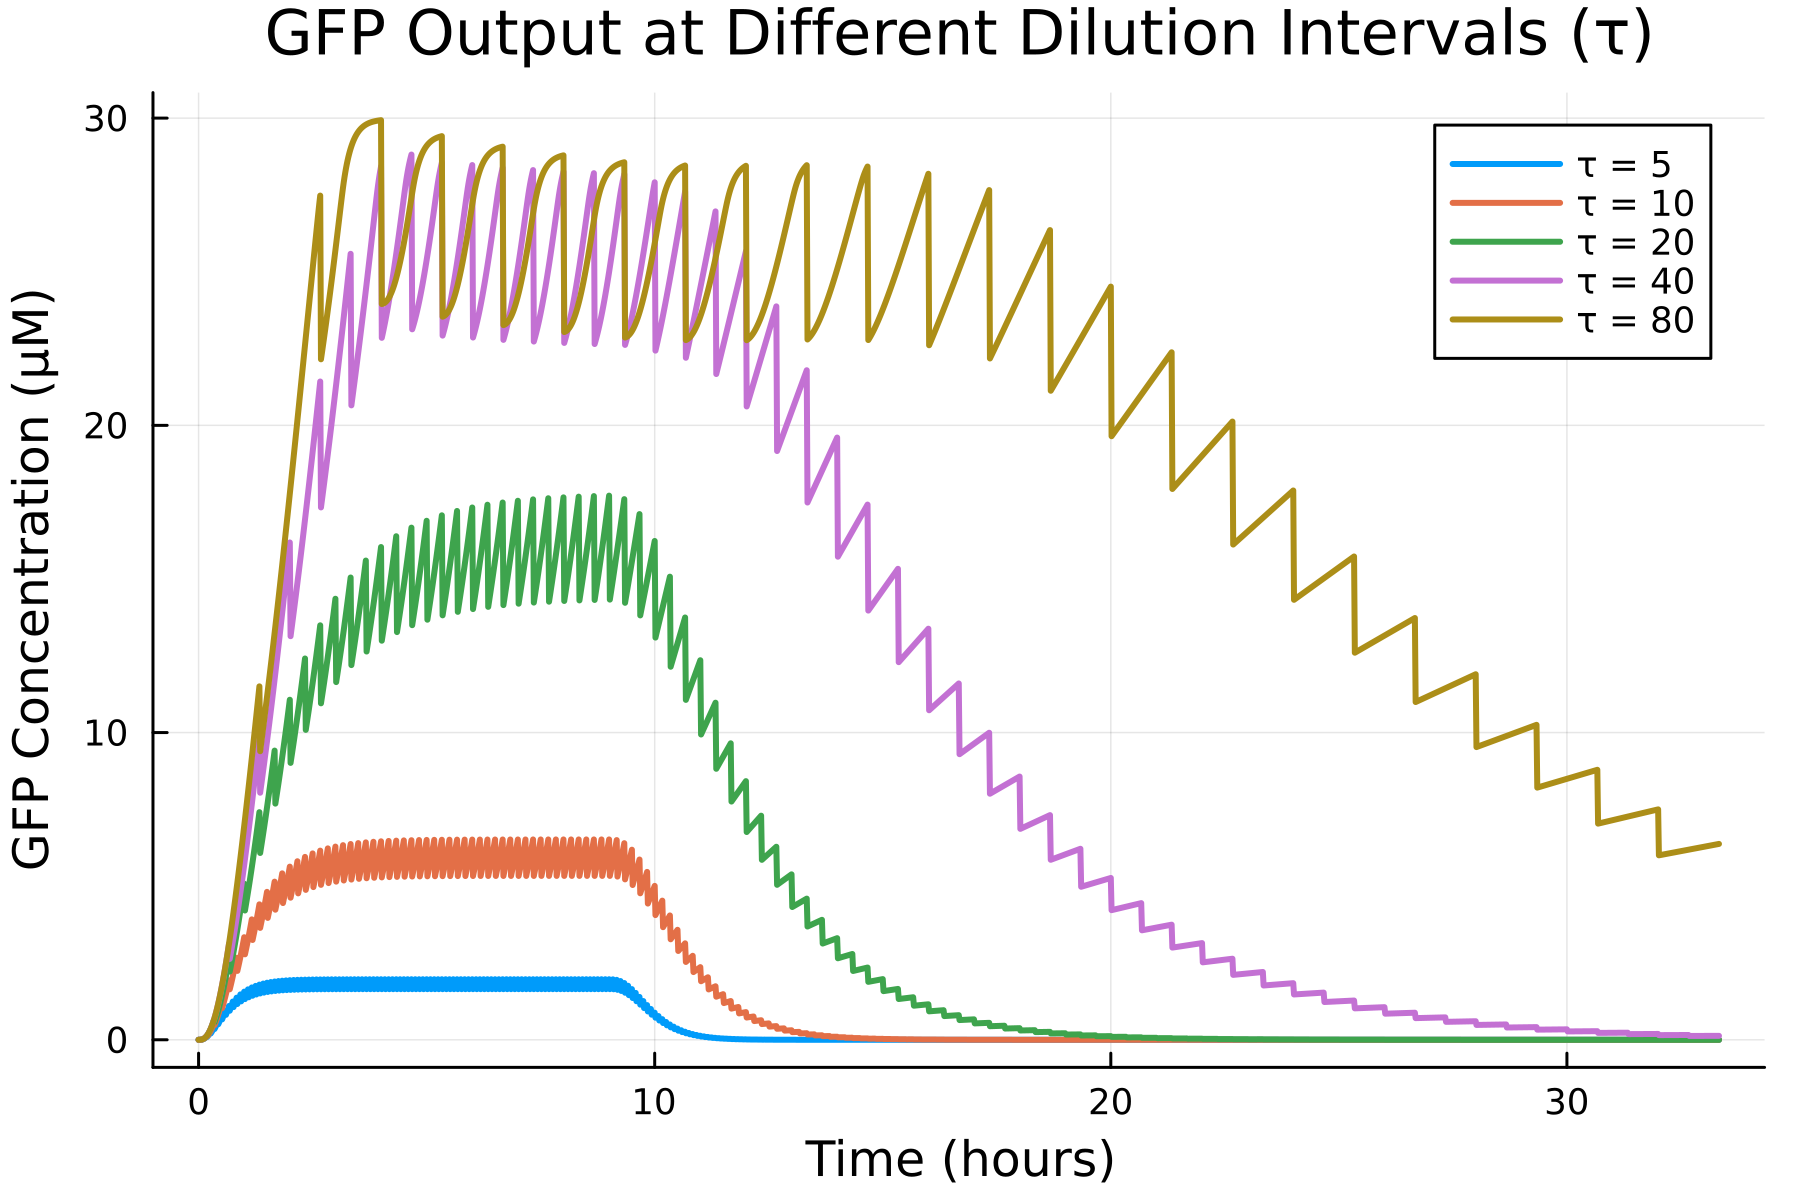 GFP Output at Different Dilution Intervals (τ)
GFP Concentration (μM)
30
20
10
0
τ = 5
τ = 10
τ = 20
τ = 40
τ = 80
0 10 20 30
Time (hours)